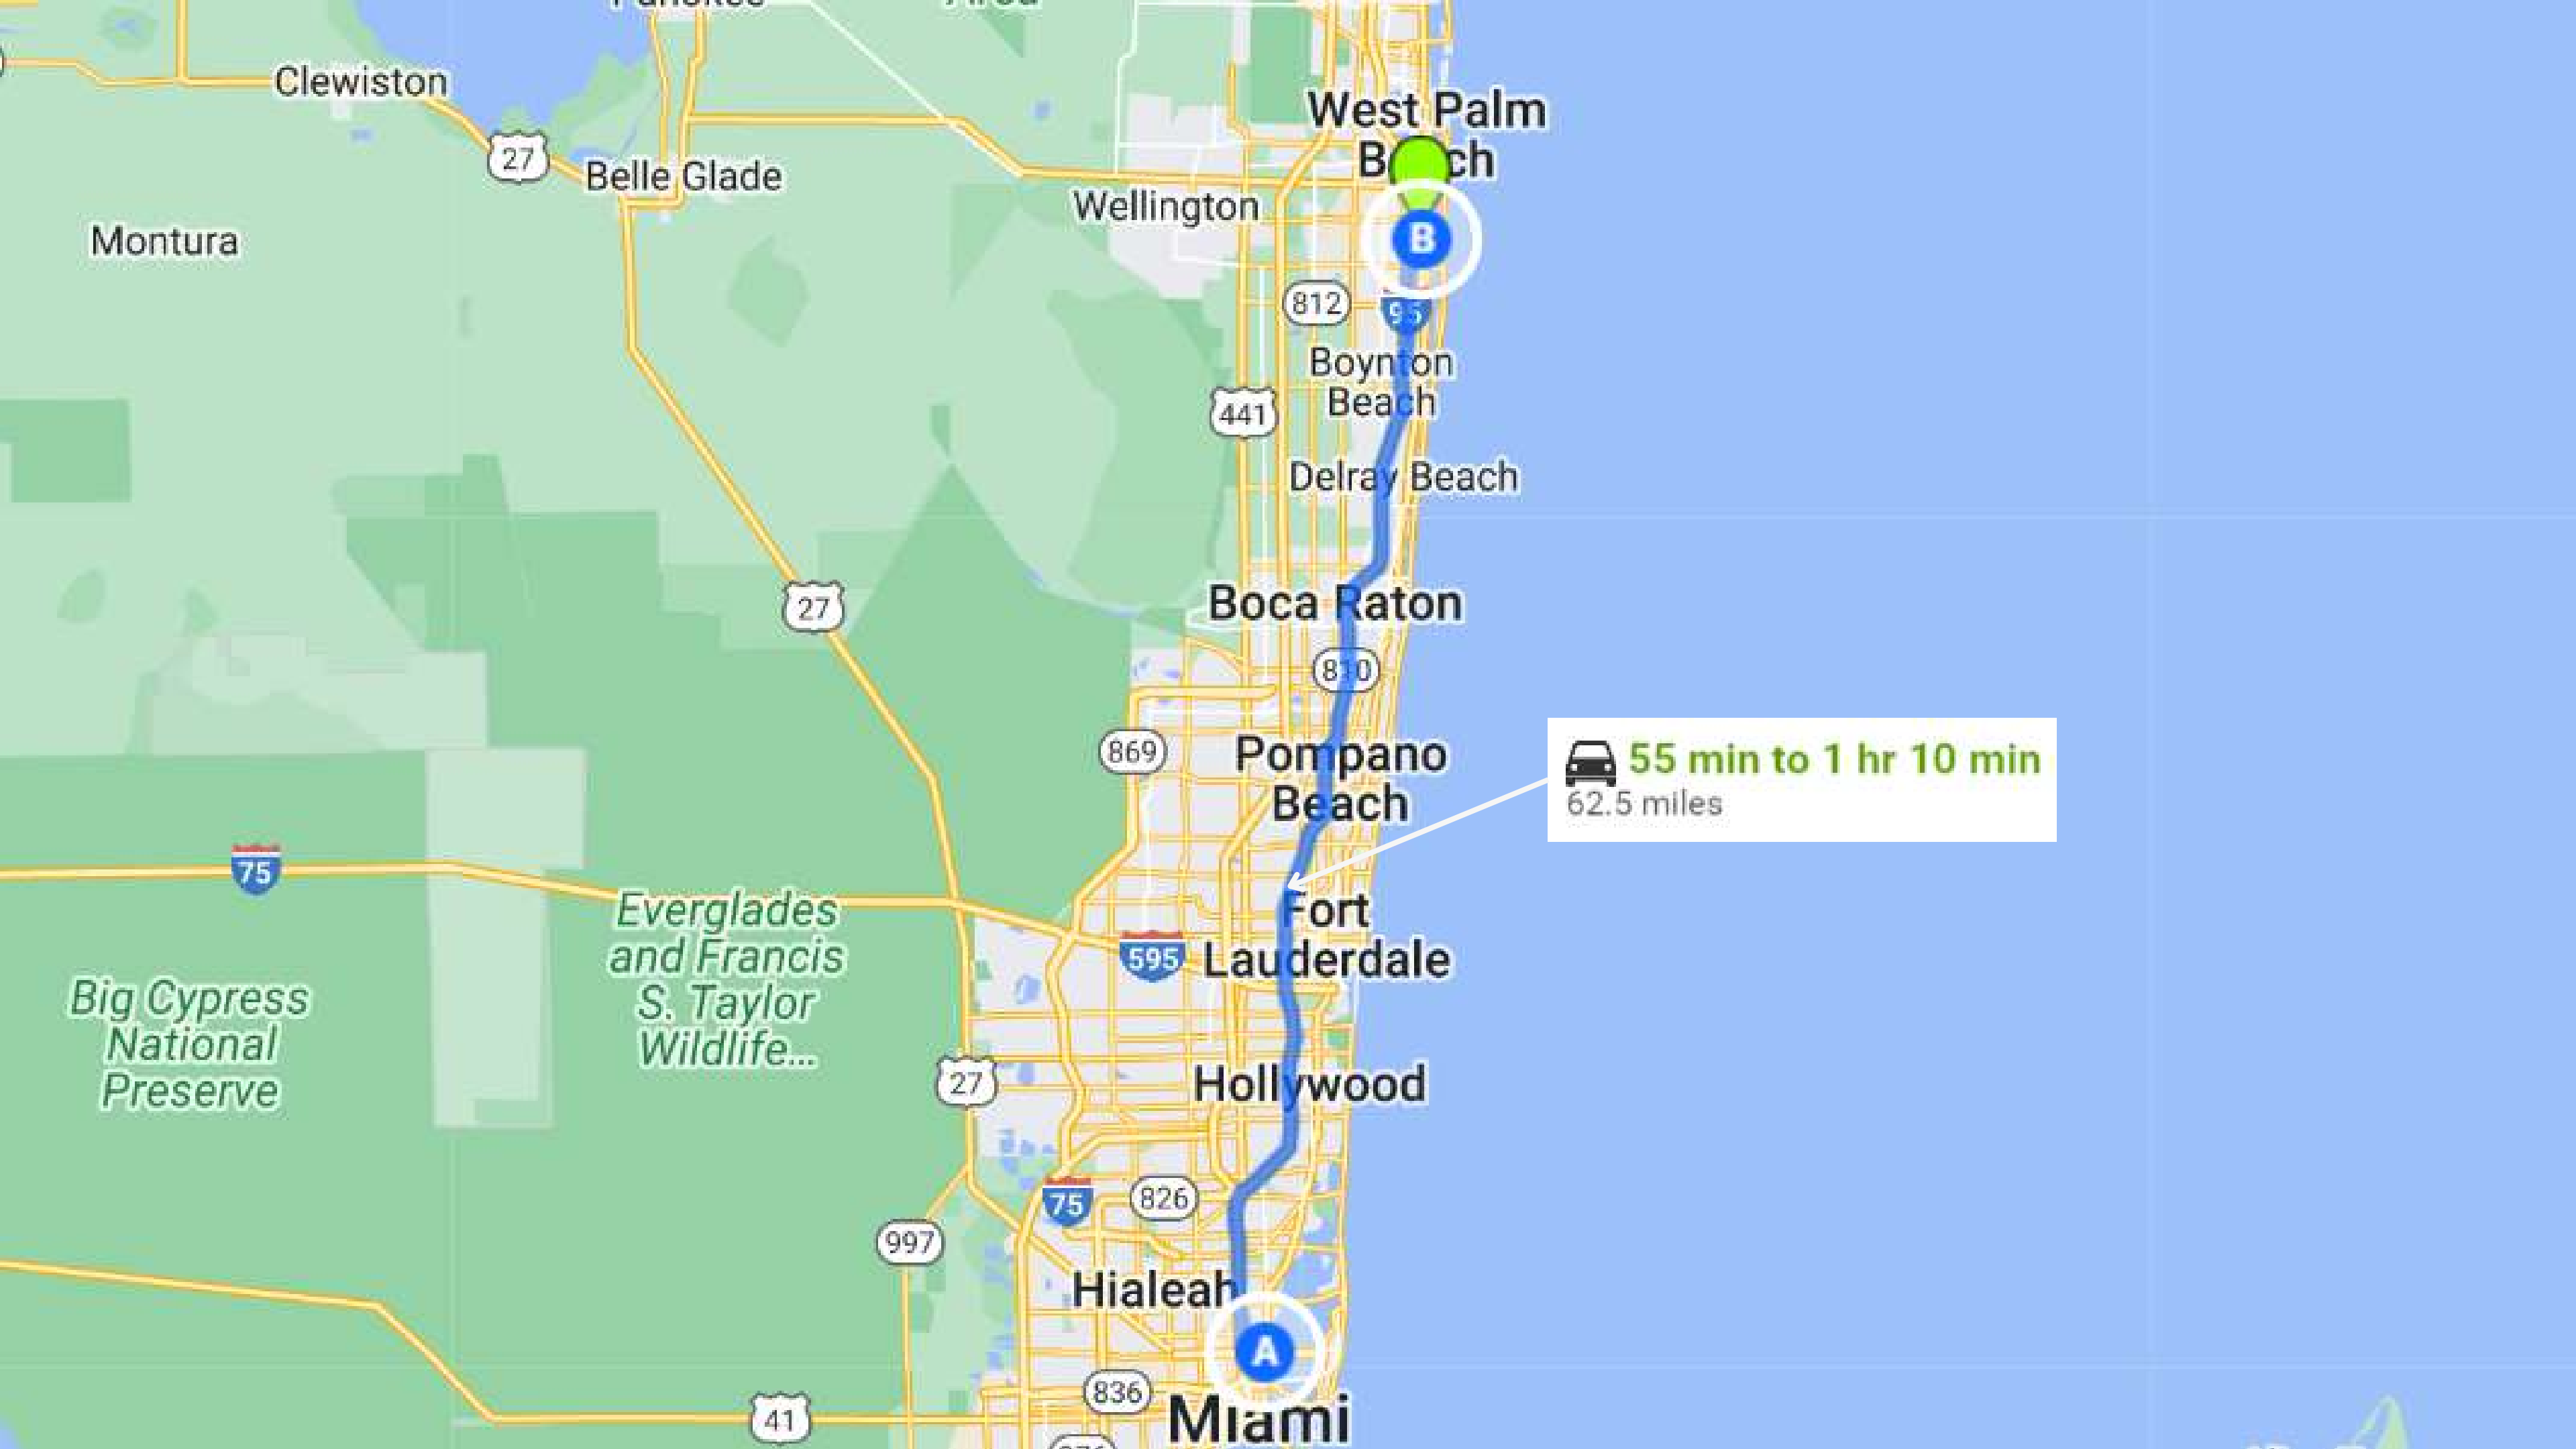 Clewiston
West Palm
27
Belle Glade
Wellington
B
Montura
812
95
Boynton
Beach
441
Delray Beach
27
Boca Raton
810
869
Pompano
Beach
55 min to 1 hr 10 min
62.5 miles
75
Everglades
and Francis
S. Taylor
Wildlife...
Fort
Lauderdale
595
Big Cypress
National
Preserve
27
Hollywood
75
826
997
Hialeah
A
836
Miami
41